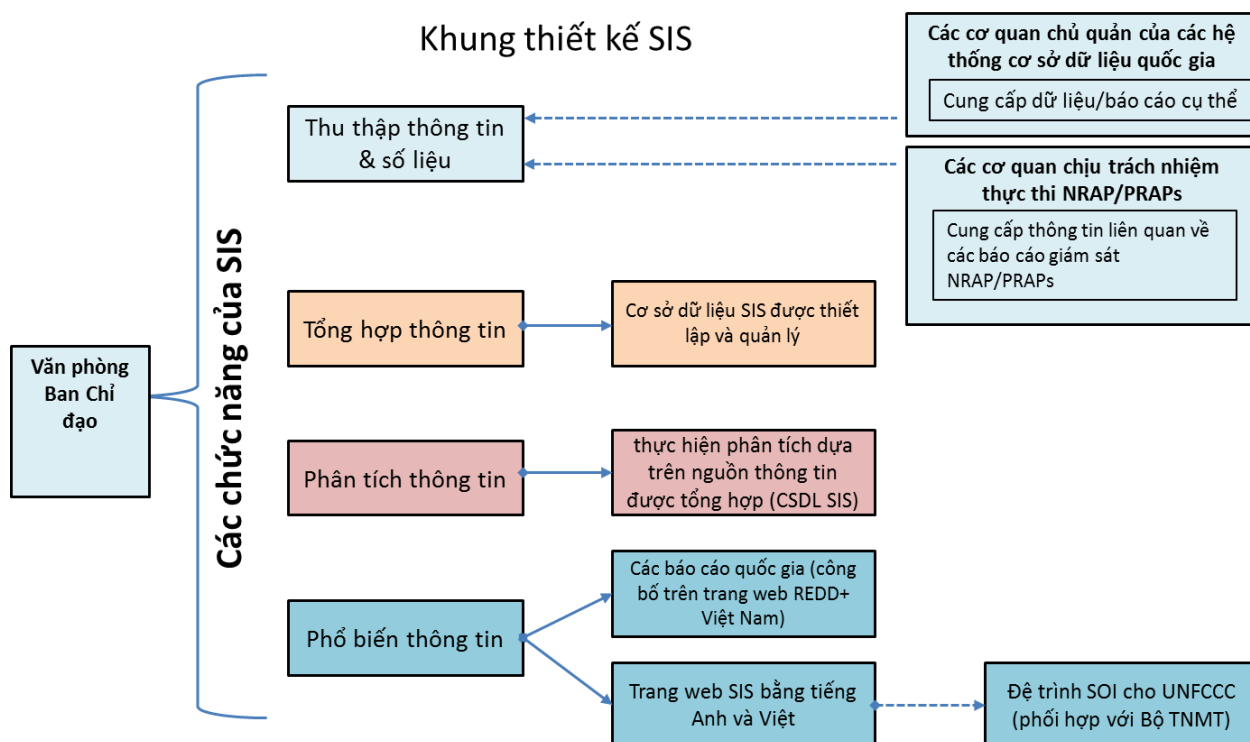 Khung thiết kế SIS
Các cơ quan chủ quản của các hệ
thống cơ sở dữ liệu quốc gia
Cung cấp dữ liệu/báo cáo cụ thể
Thu thập thông tin
& số liệu
Các cơ quan chịu trách nhiệm
thực thi NRAP/PRAPs
Cung cấp thông tin liên quan về
các báo cáo giám sát
NRAP/PRAPs
Văn phòng
Ban Chỉ
đạo
Các chức năng của SIS
Tổng hợp thông tin
Cơ sở dữ liệu SIS được thiết
lập và quản lý
Phân tích thông tin
thực hiện phân tích dựa
trên nguồn thông tin
được tổng hợp (CSDL SIS)
Phổ biến thông tin
Các báo cáo quốc gia (công
bố trên trang web REDD+
Việt Nam)
Trang web SIS bằng tiếng
Anh và Việt
Đệ trình SOI cho UNFCCC
(phối hợp với Bộ TNMT)